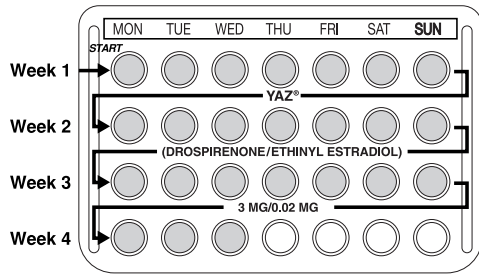 MON TUE WED THU FRI SAT SUN
START
Week 1
YAZ®
Week 2
(DROSPIRENONE/ETHINYL ESTRADIOL)
Week 3
3 MG/0.02 MG
Week 4